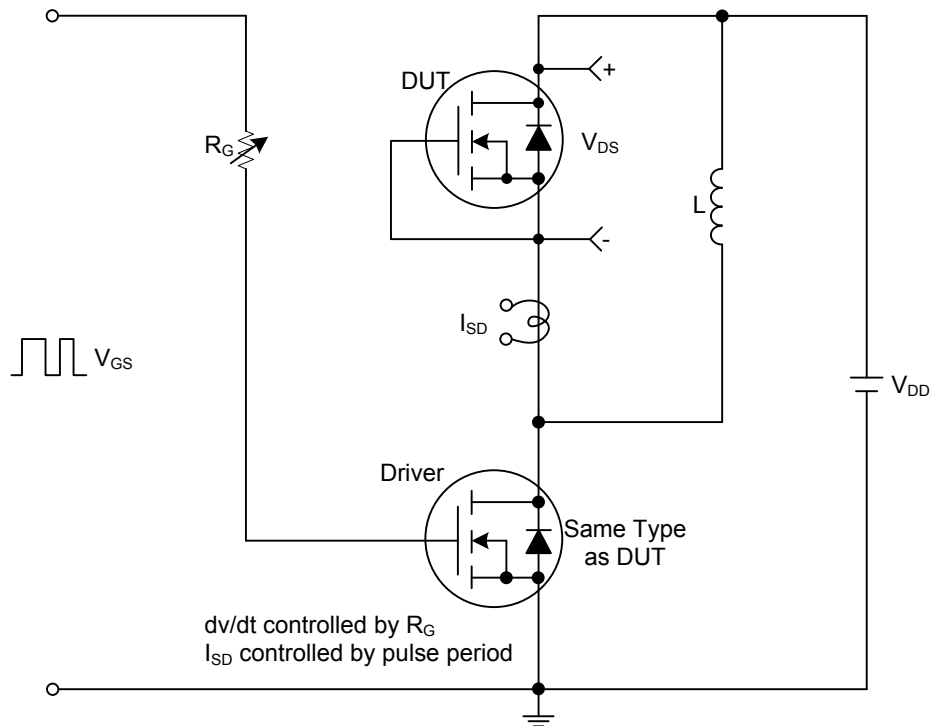 DUT
+
R_G
V_DS
L
-
I_SD
V_GS
V_DD
Driver
Same Type
as DUT
dv/dt controlled by R_G
I_SD controlled by pulse period